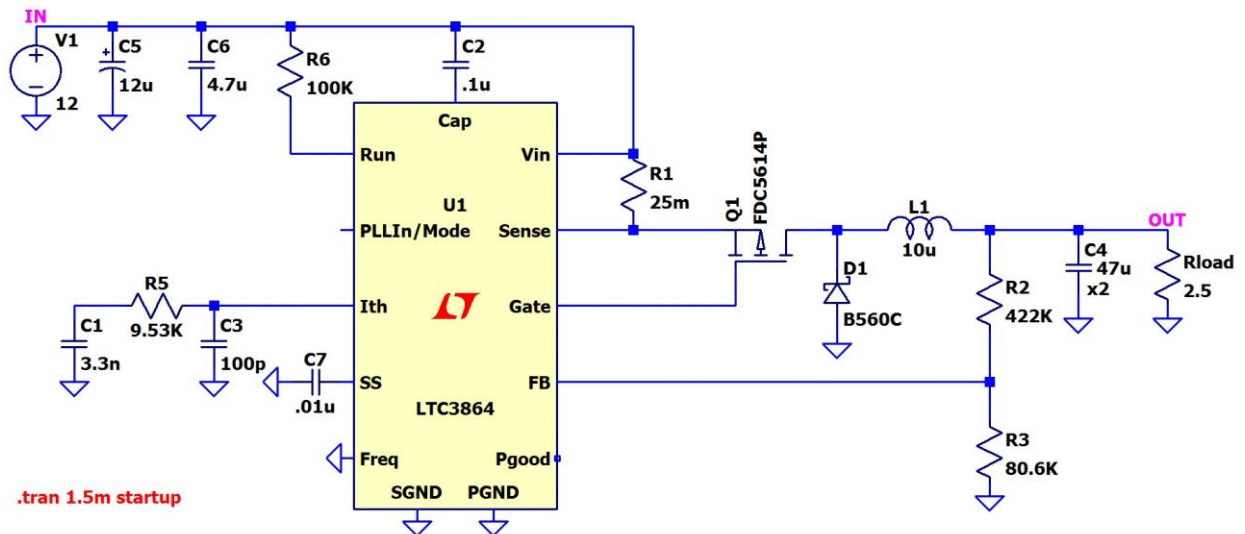 IN
V1
12
C5
12u
C6
4.7u
R6
100K
C2
.1u
Cap
Run
Vin
U1
PLLIn/Mode
Sense
Ith
Gate
SS
FB
LTC3864
Freq
Pgood
SGND
PGND
R1
25m
Q1
FDC5614P
L1
10u
D1
B560C
R2
422K
R3
80.6K
C4
47u
x2
OUT
Rload
2.5
R5
9.53K
C1
3.3n
C3
100p
C7
.01u
.tran 1.5m startup